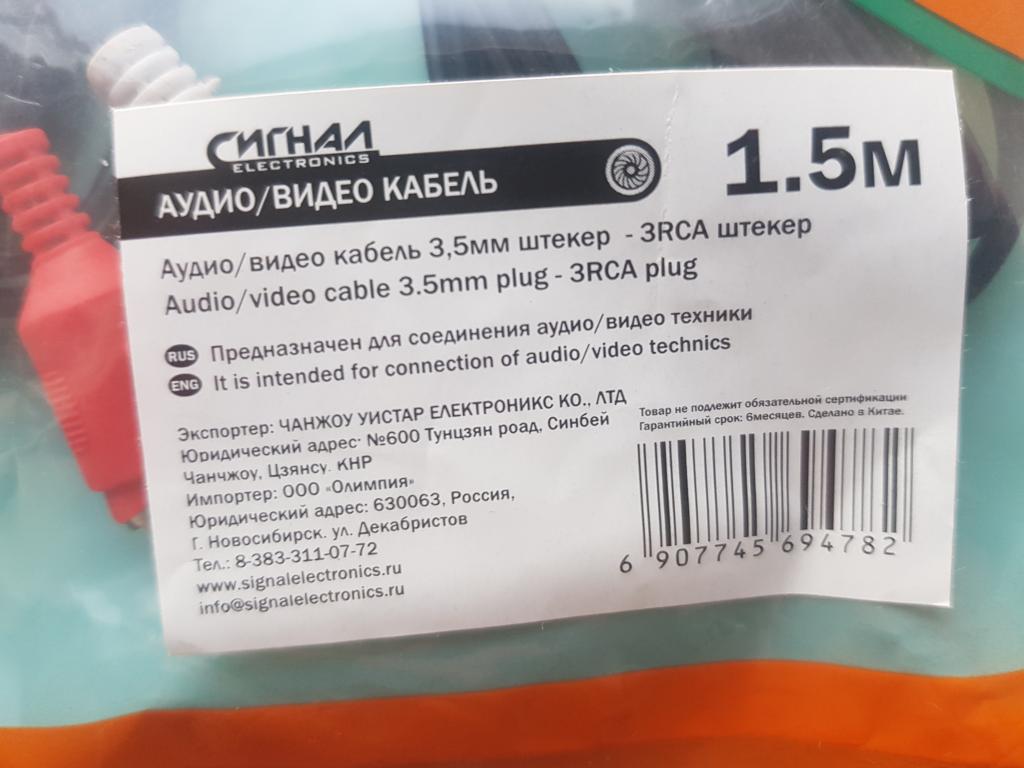 СИГНАЛ
ELECTRONICS
АУДИО/ВИДЕО КАБЕЛЬ
1.5м
Аудио/видео кабель 3,5мм штекер - 3RCA штекер
Audio/video cable 3.5mm plug - 3RCA plug
RUS Предназначен для соединения аудио/видео техники
ENG It is intended for connection of audio/video technics
Экспортер: ЧАНЖОУ УИСТАР ЕЛЕКТРОНИКС КО., ЛТД
Юридический адрес: №600 Тунцзян роад, Синбей
Чанчжоу, Цзянсу. КНР
Импортер: ООО «Олимпия»
Юридический адрес: 630063, Россия,
Г. Новосибирск. ул. Декабристов
Тел.: 8-383-311-07-72
www.signalelectronics.ru
info@signalelectronics.ru
Товар не подлежит обязательной сертификации
Гарантийный срок: 6месяцев. Сделано в Китае.
6 907745 694782